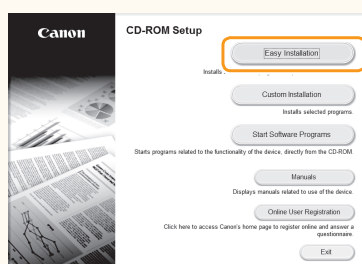 Canon
CD-ROM Setup
Easy Installation
Installs
Custom Installation
Installs selected programs.
Start Software Programs
Starts programs related to the functionality of the device, directly from the CD-ROM.
Manuals
Displays manuals related to use of the device.
Online User Registration
Click here to access Canon's home page to register online and answer a
questionnaire.
Exit